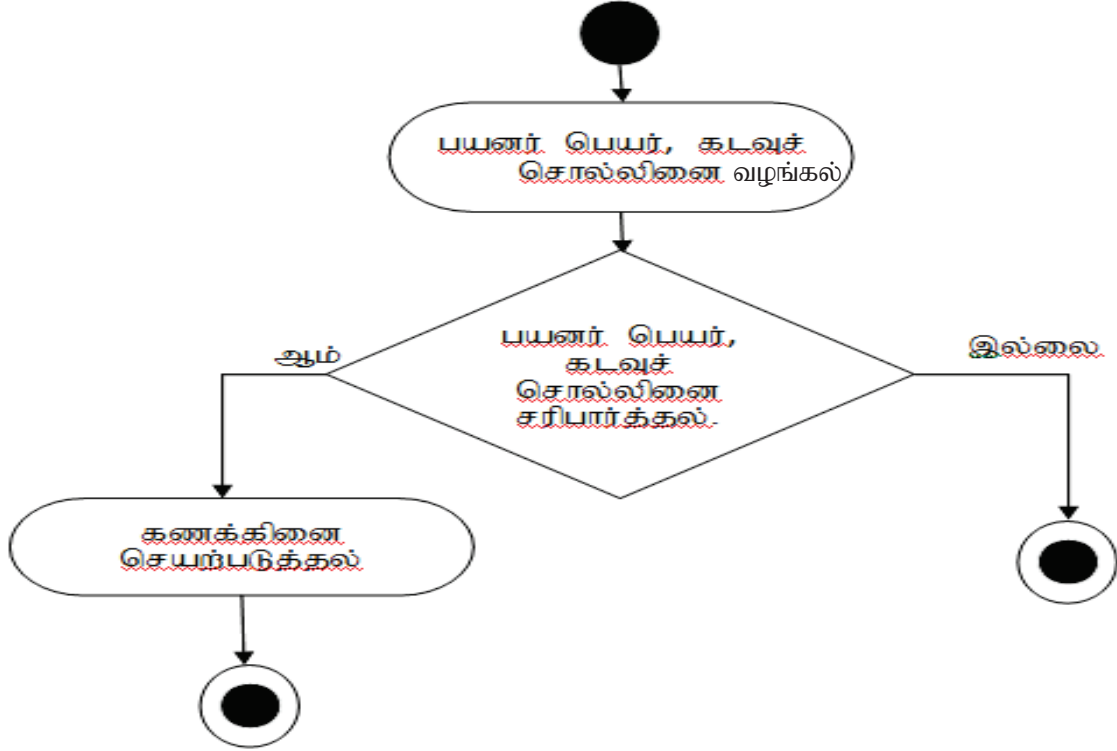 பயனர் பெயர், கடவுச்
சொல்லினை வழங்கல்
பயனர் பெயர்,
கடவுச்
சொல்லினை
சரிபார்த்தல்.
ஆம்
இல்லை
கணக்கினை
செயற்படுத்தல்